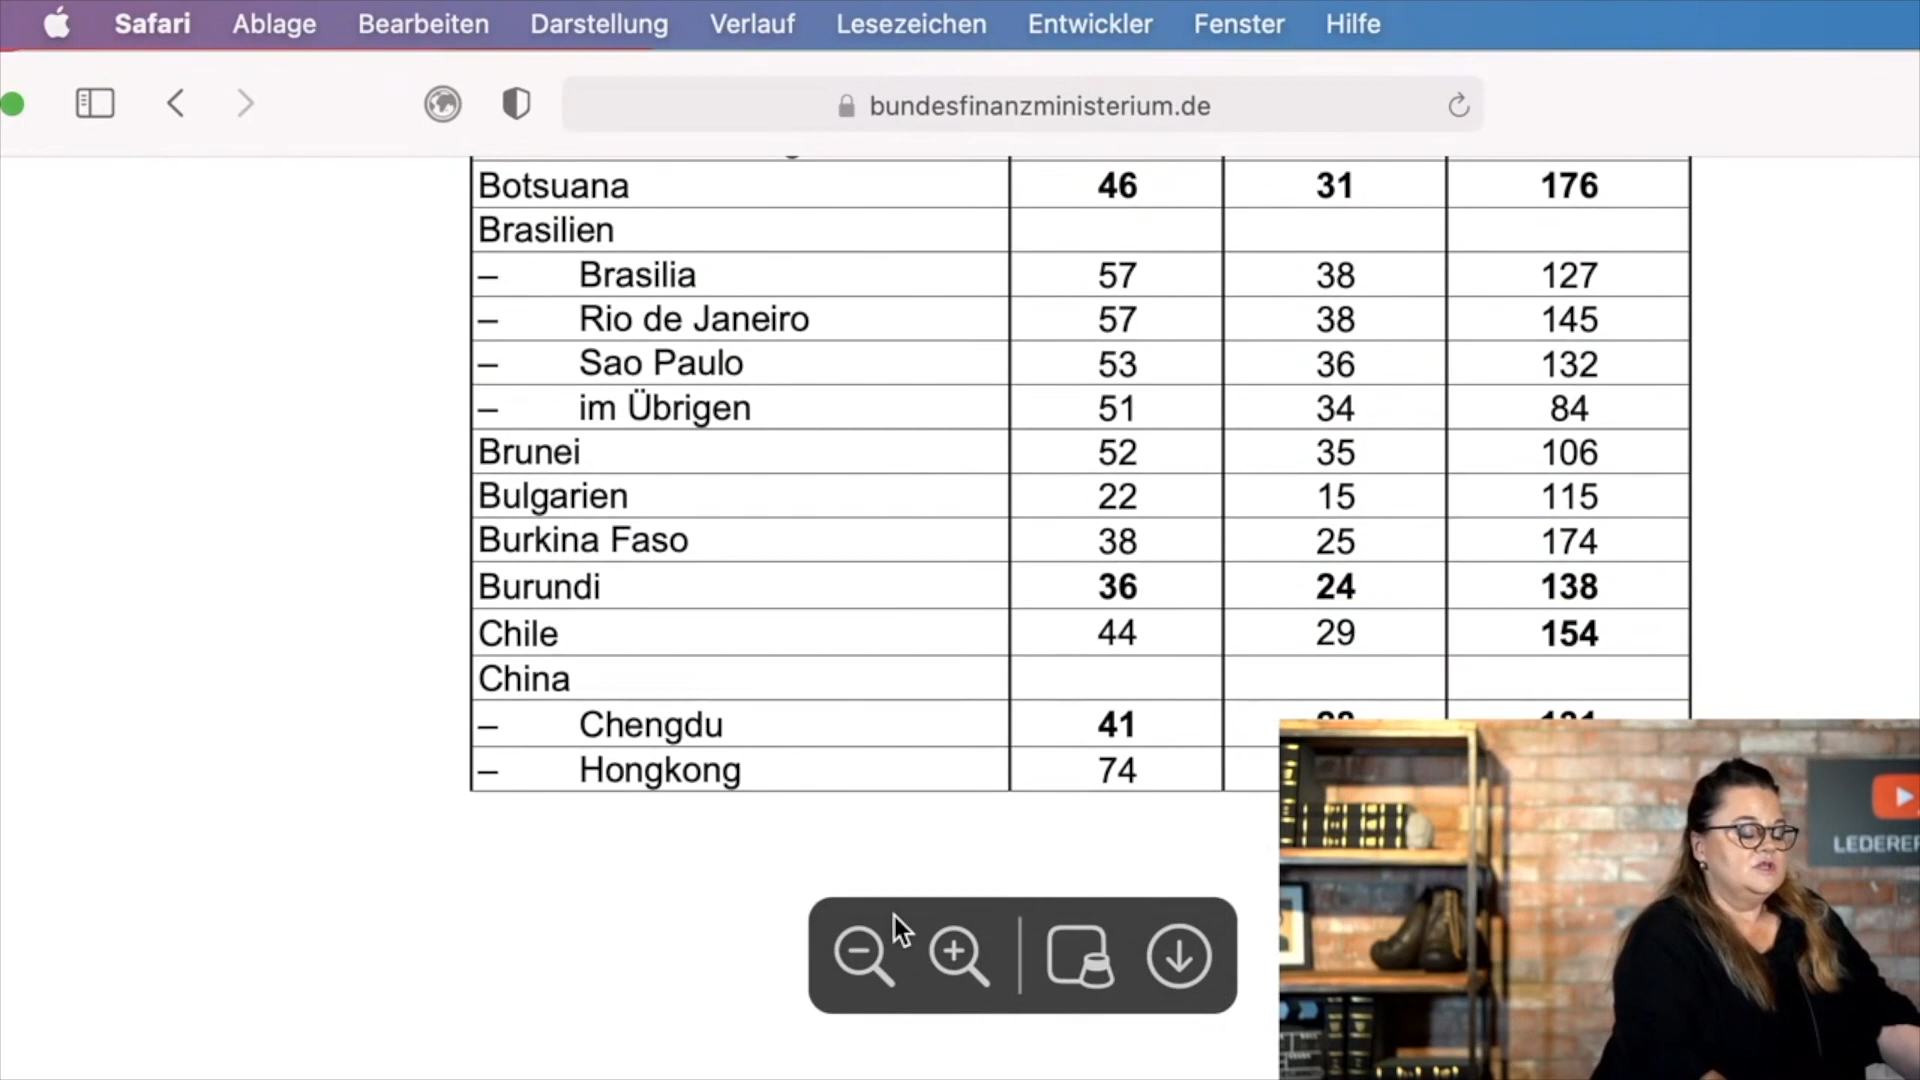 Safari Ablage Bearbeiten Darstellung Verlauf Lesezeichen Entwickler Fenster Hilfe
bundesfinanzministerium.de
Botsuana 46 31 176
Brasilien
– Brasilia 57 38 127
– Rio de Janeiro 57 38 145
– Sao Paulo 53 36 132
– im Übrigen 51 34 84
Brunei 52 35 106
Bulgarien 22 15 115
Burkina Faso 38 25 174
Burundi 36 24 138
Chile 44 29 154
China
– Chengdu 41
– Hongkong 74